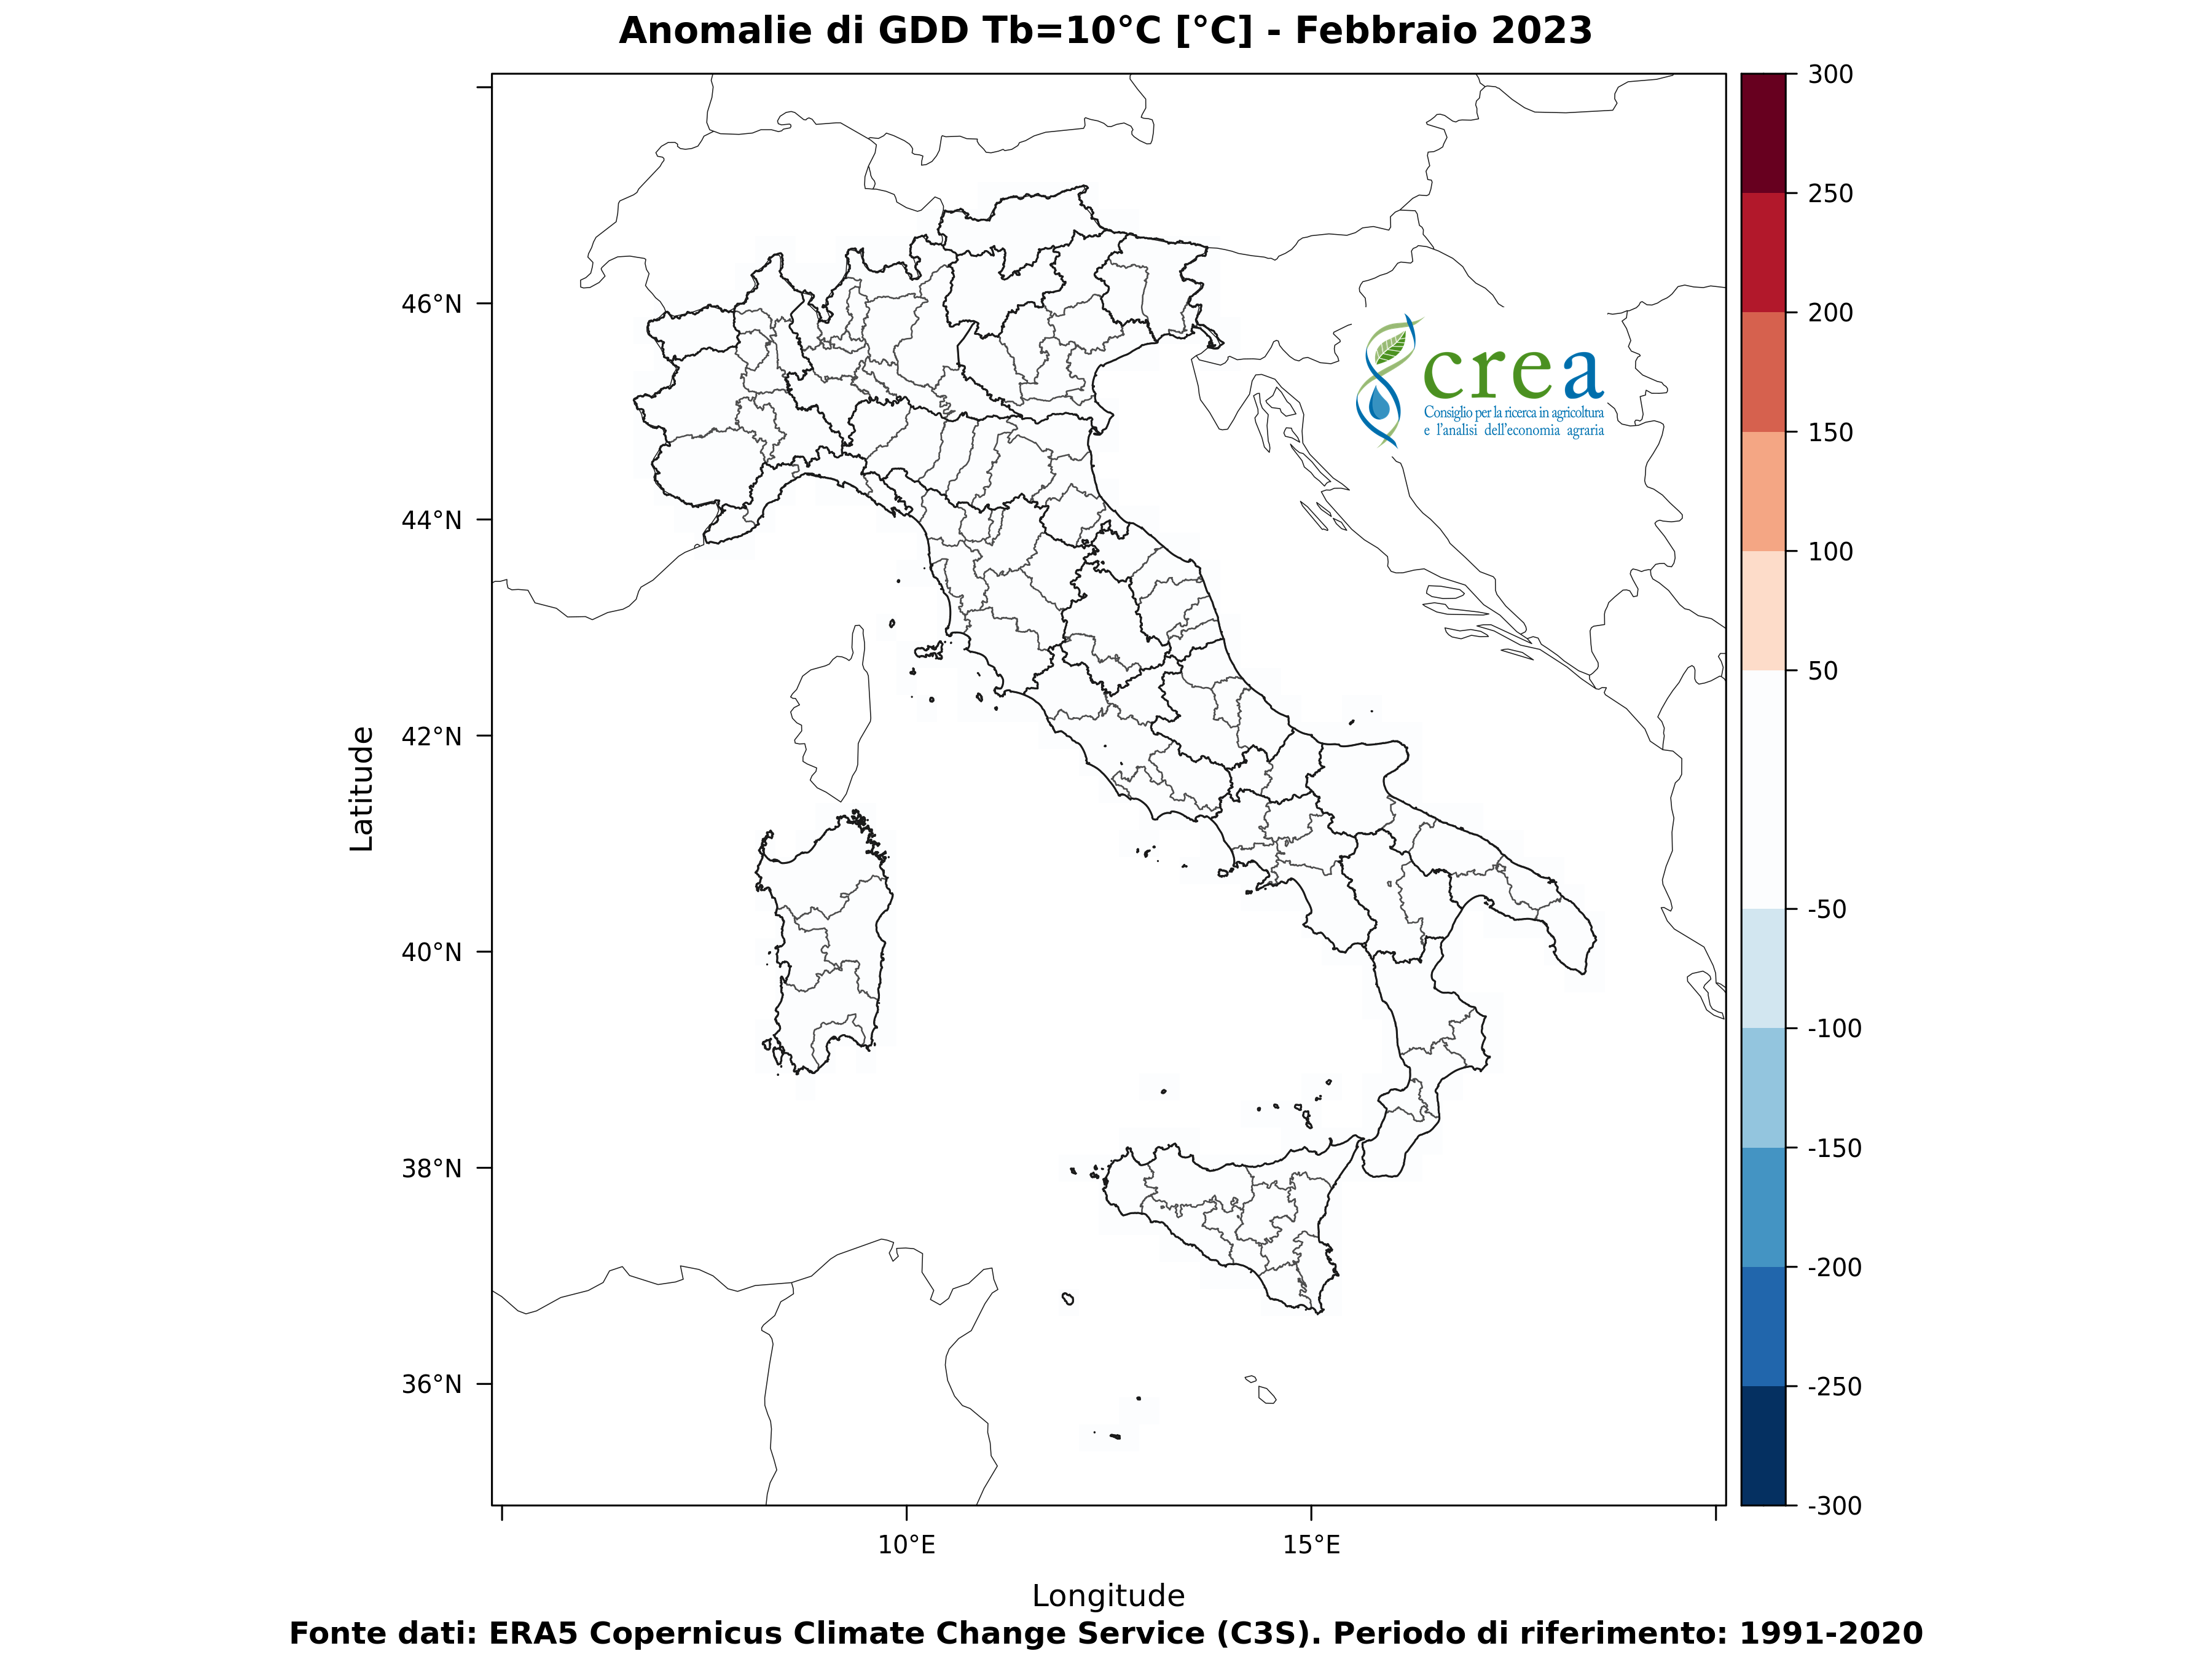 Anomalie di GDD Tb=10°C [°C] - Febbraio 2023
300
250
200
150
100
50
-50
-100
-150
-200
-250
-300
46°N
44°N
42°N
40°N
38°N
36°N
Latitude
crea
Consiglio per la ricerca in agricoltura
e l'analisi dell'economia agraria
10°E
15°E
Longitude
Fonte dati: ERA5 Copernicus Climate Change Service (C3S). Periodo di riferimento: 1991-2020